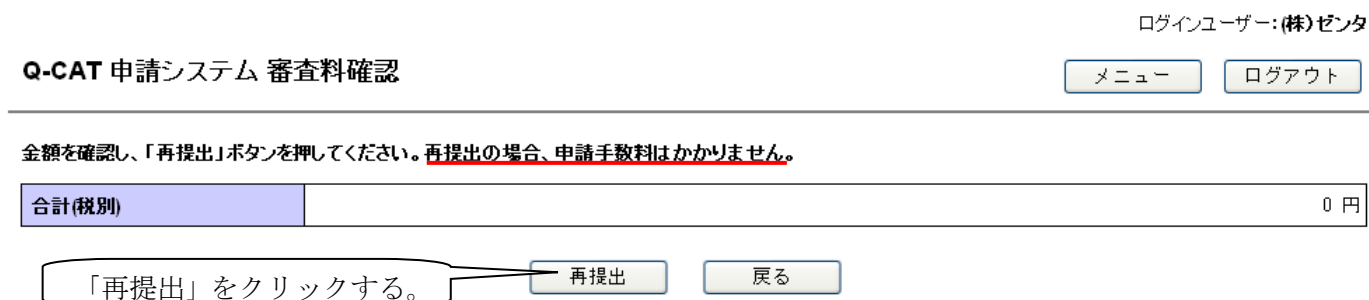 ログインユーザー:(株)ゼンタ
Q-CAT 申請システム 審査料確認
メニュー
ログアウト
金額を確認し、「再提出」ボタンを押してください。再提出の場合、申請手数料はかかりません。
合計(税別)
0 円
「再提出」をクリックする。
再提出
戻る